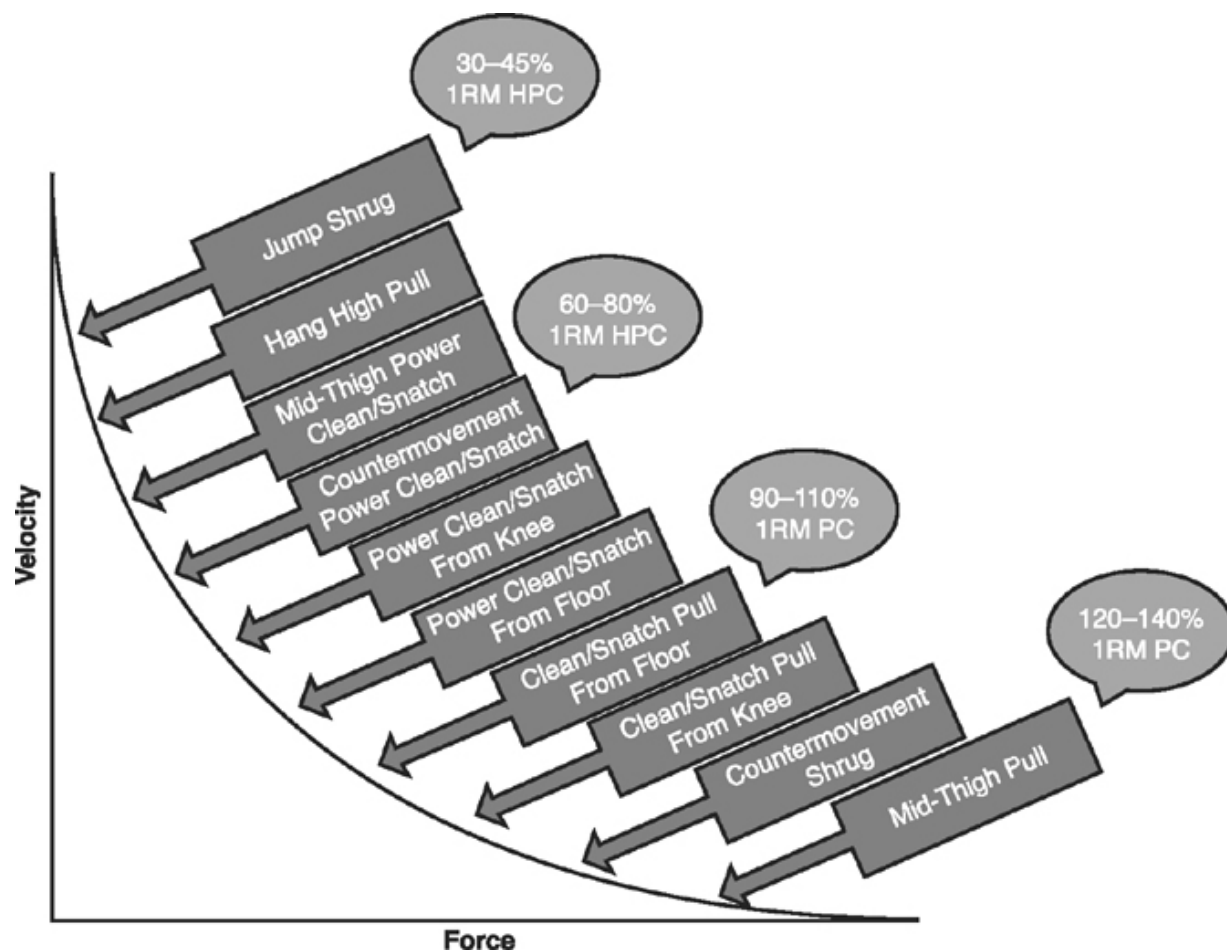 30–45%
1RM HPC
Jump Shrug
Hang High Pull
60–80%
1RM HPC
Mid-Thigh Power
Clean/Snatch
Countermovement
Power Clean/Snatch
Power Clean/Snatch
From Knee
90–110%
1RM PC
Power Clean/Snatch
From Floor
Clean/Snatch Pull
From Floor
Clean/Snatch Pull
From Knee
120–140%
1RM PC
Countermovement
Shrug
Mid-Thigh Pull
Velocity
Force